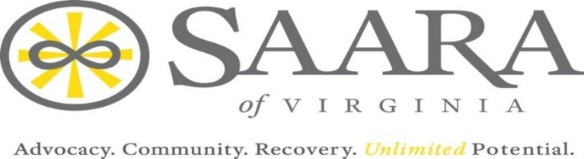 SAARA
of VIRGINIA
Advocacy. Community. Recovery. Unlimited Potential.